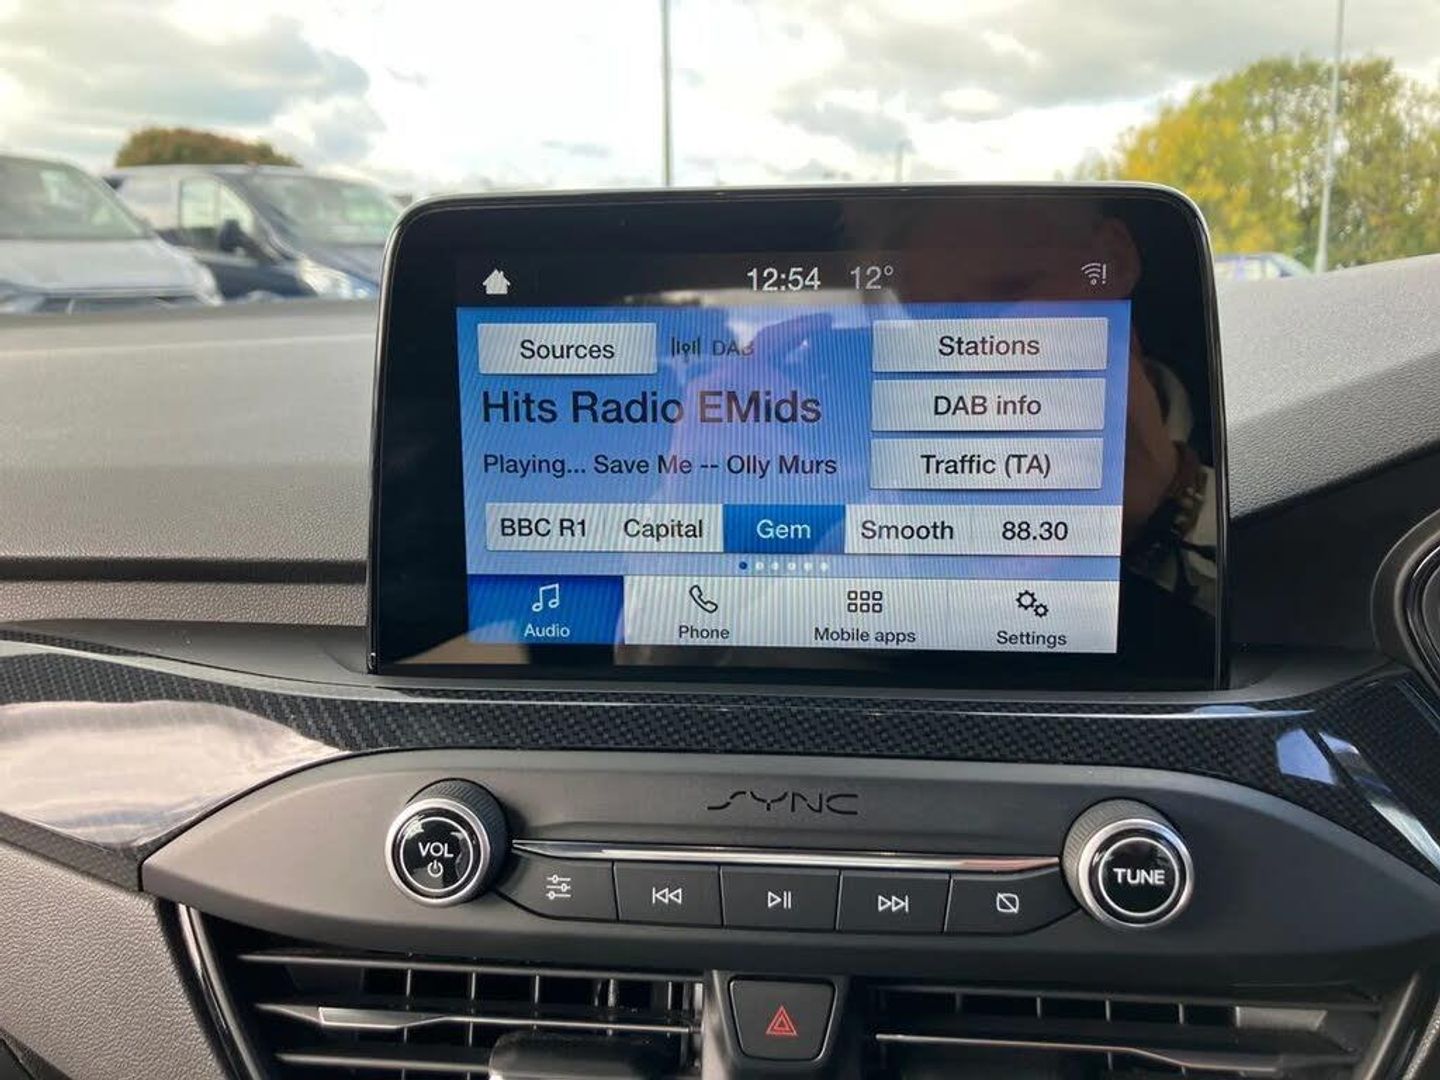 12:54 12°
Sources DAB Stations
Hits Radio EMids DAB info
Playing... Save Me -- Olly Murs Traffic (TA)
BBC R1 Capital Gem Smooth 88.30
Audio Phone Mobile apps Settings
SYNC
VOL TUNE